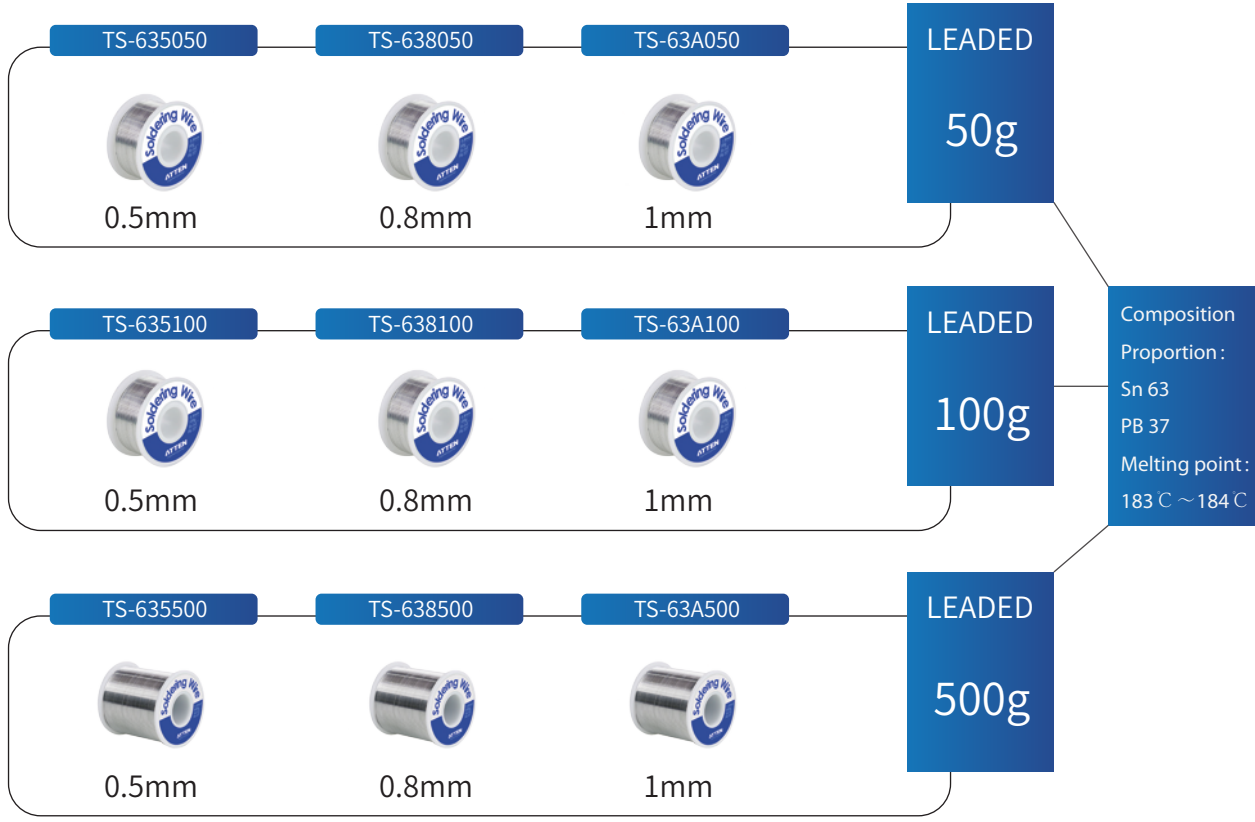 TS-635050
TS-638050
TS-63A050
LEADED
50g
Soldering Wire
ATTEN
Soldering Wire
ATTEN
Soldering Wire
ATTEN
0.5mm
0.8mm
1mm
TS-635100
TS-638100
TS-63A100
LEADED
100g
Soldering Wire
ATTEN
Soldering Wire
ATTEN
Soldering Wire
ATTEN
0.5mm
0.8mm
1mm
Composition
Proportion :
Sn 63
PB 37
Melting point :
183℃ ～184℃
TS-635500
TS-638500
TS-63A500
LEADED
500g
Soldering Wire
ATTEN
Soldering Wire
ATTEN
Soldering Wire
ATTEN
0.5mm
0.8mm
1mm